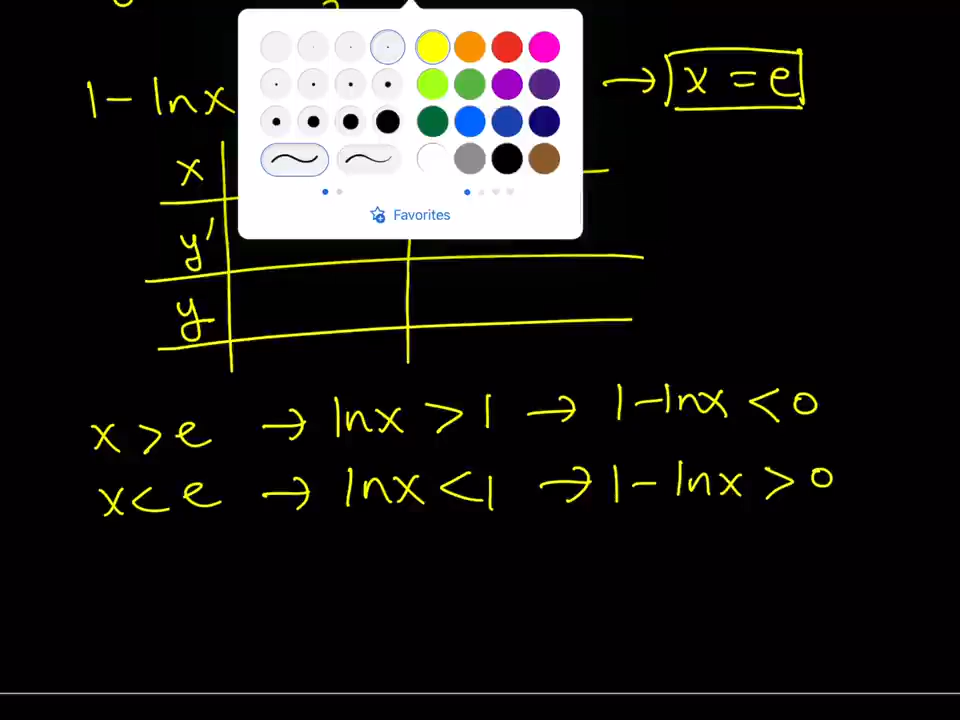 1 - lnx → x = e
x
y'
y
Favorites
x > e → lnx > 1 → 1-lnx < 0
x < e → lnx < 1 → 1 - lnx > 0